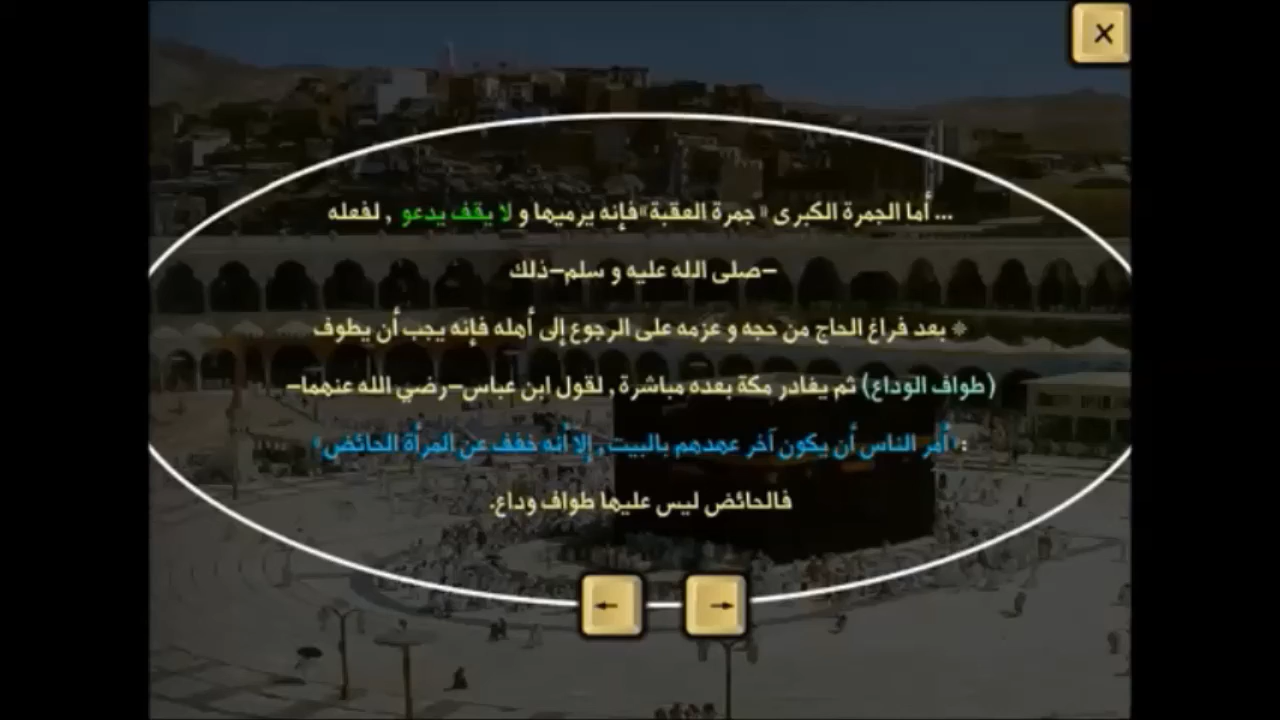 ... أما الجمرة الكبرى « جمرة العقبة» فإنه يرميها و لا يقف يدعو , لفعله
–صلى الله عليه و سلم–ذلك
* بعد فراغ الحاج من حجه و عزمه على الرجوع إلى أهله فإنه يجب أن يطوف
(طواف الوداع) ثم يغادر مكة بعده مباشرة , لقول ابن عباس–رضي الله عنهما–
:« أمر الناس أن يكون آخر عهدهم بالبيت , إلا أنه خفف عن المرأة الحائض »
فالحائض ليس عليها طواف وداع.